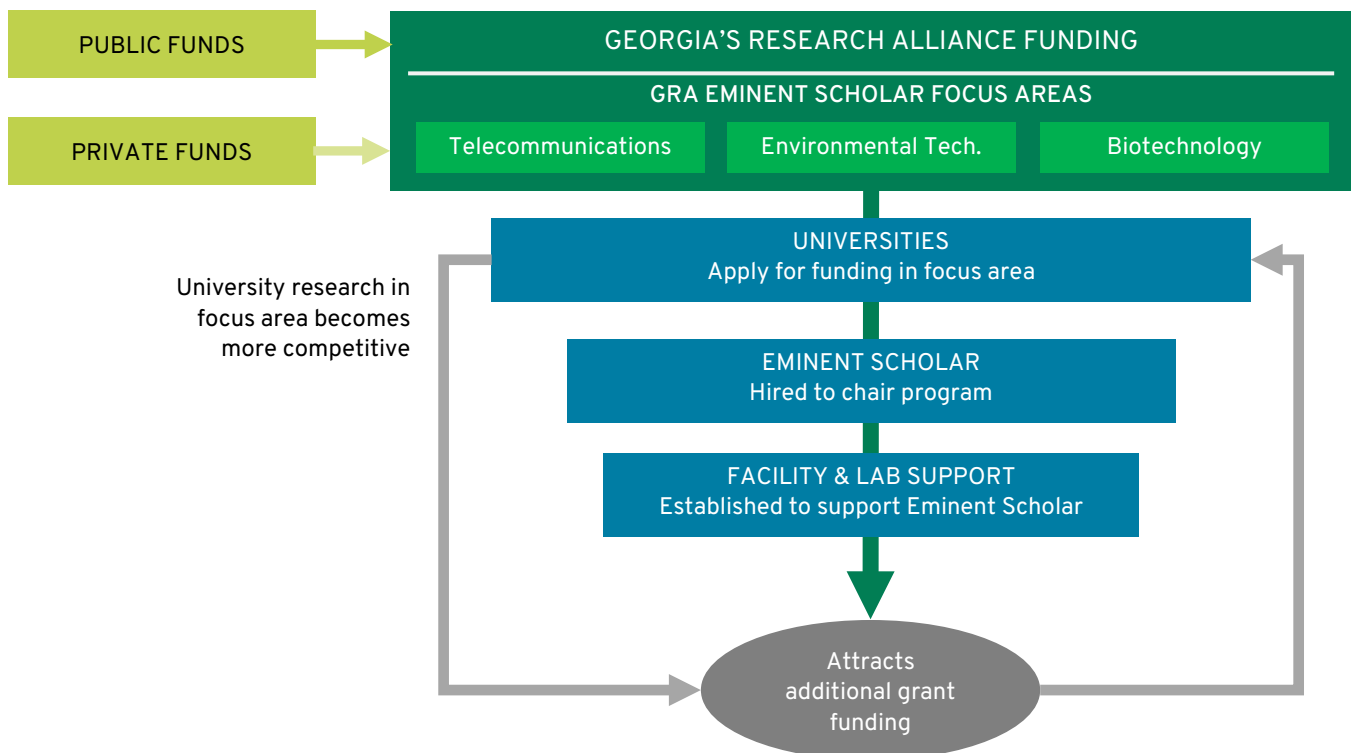 PUBLIC FUNDS
GEORGIA’S RESEARCH ALLIANCE FUNDING
GRA EMINENT SCHOLAR FOCUS AREAS
PRIVATE FUNDS
Telecommunications
Environmental Tech.
Biotechnology
UNIVERSITIES
Apply for funding in focus area
University research in
focus area becomes
more competitive
EMINENT SCHOLAR
Hired to chair program
FACILITY & LAB SUPPORT
Established to support Eminent Scholar
Attracts
additional grant
funding